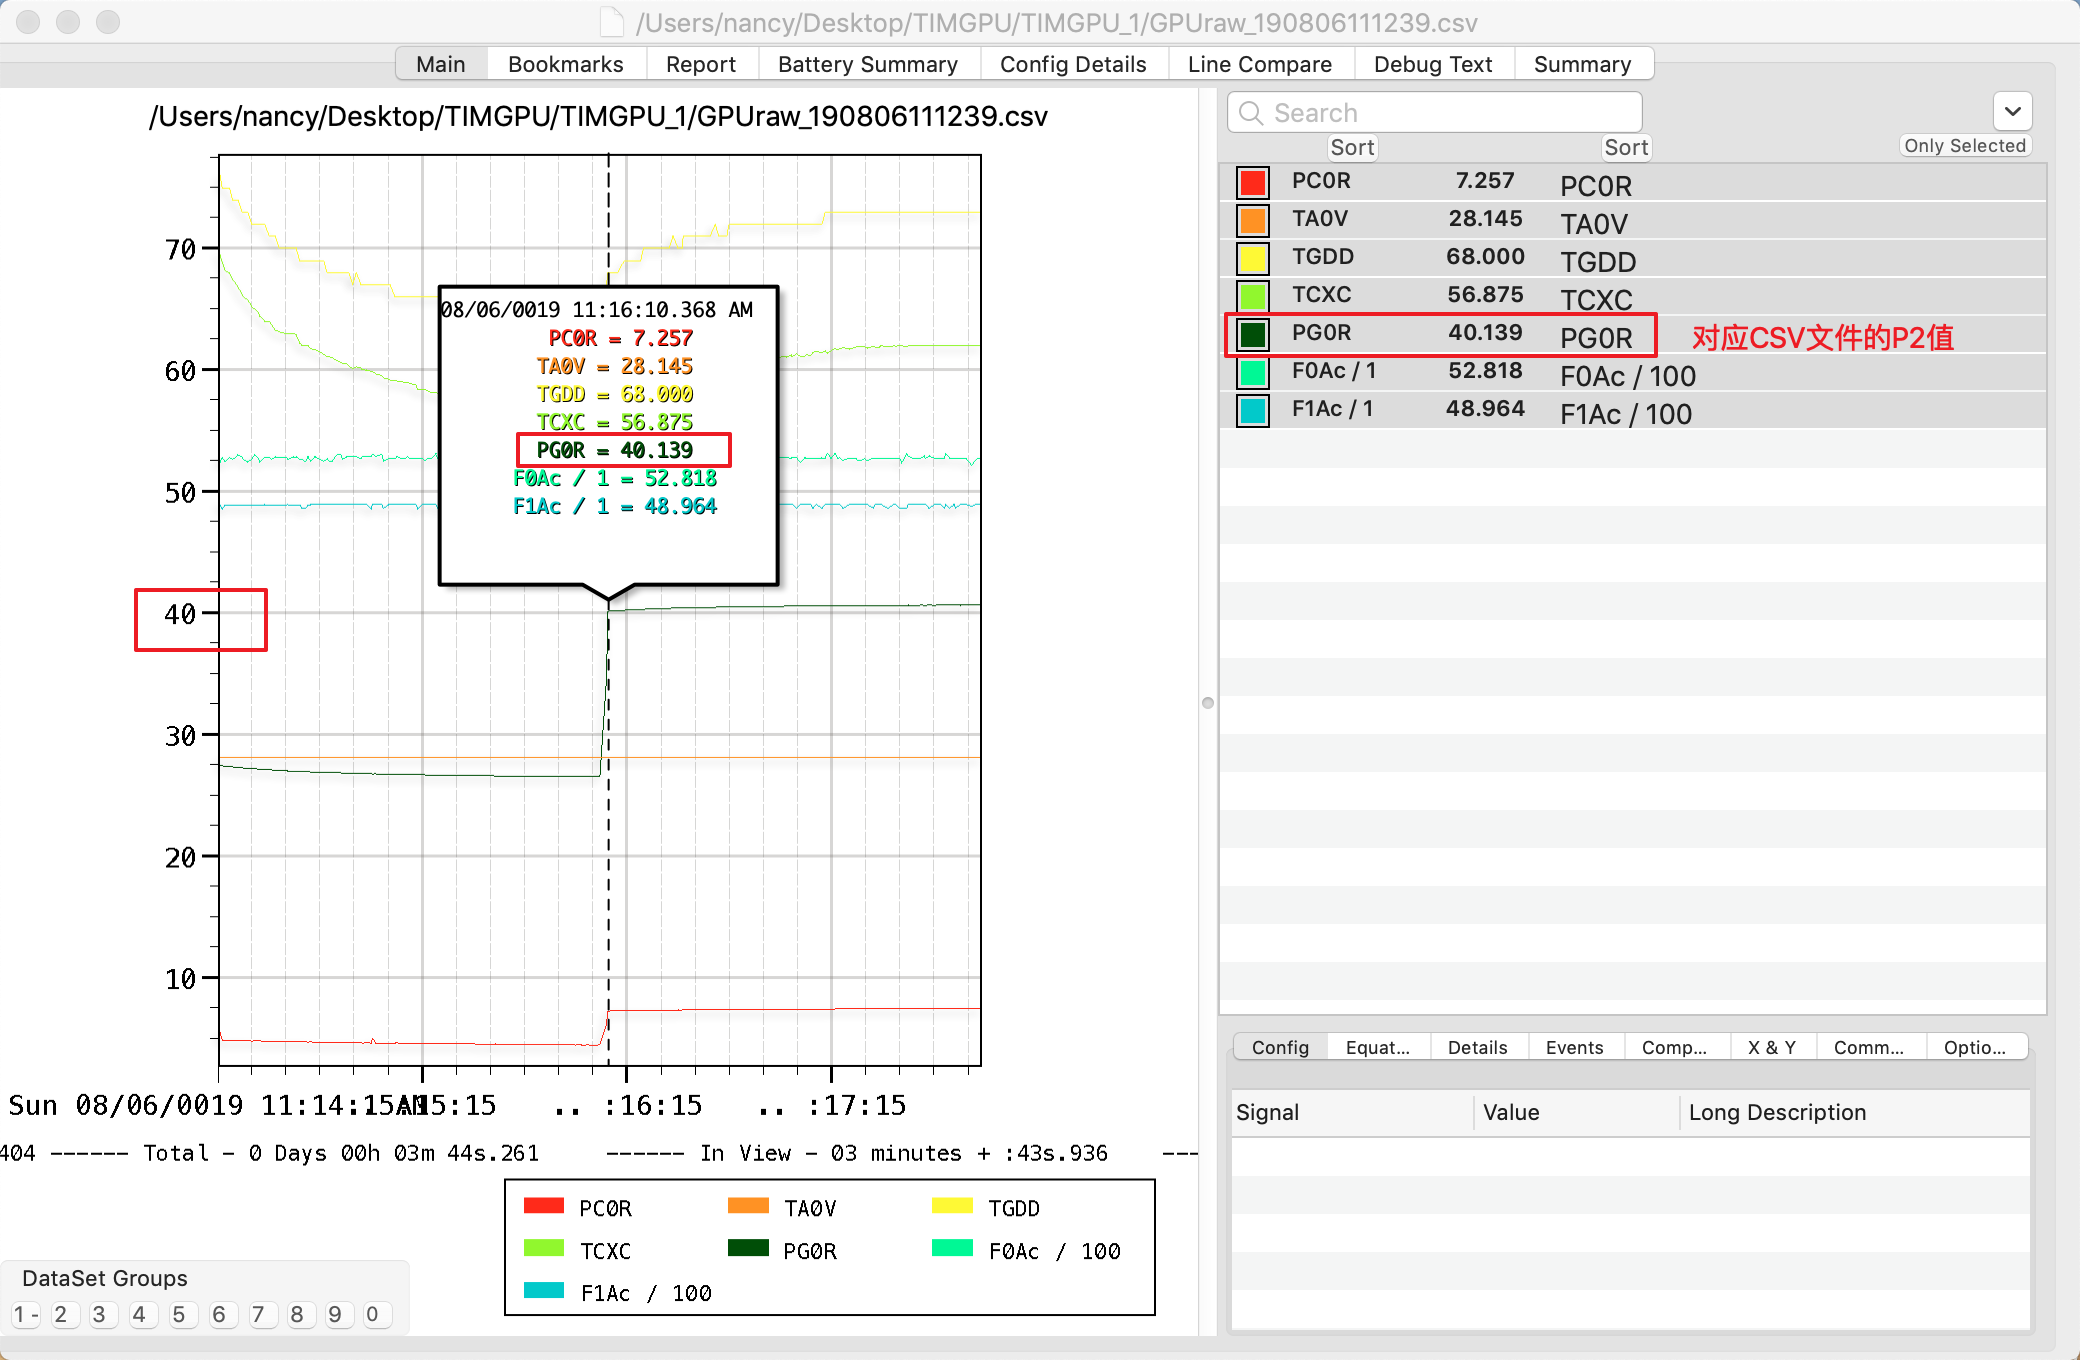 /Users/nancy/Desktop/TIMGPU/TIMGPU_1/GPUraw_190806111239.csv
Main Bookmarks Report Battery Summary Config Details Line Compare Debug Text Summary
/Users/nancy/Desktop/TIMGPU/TIMGPU_1/GPUraw_190806111239.csv
70
60
50
40
30
20
10
08/06/0019 11:16:10.368 AM
PC0R = 7.257
TA0V = 28.145
TGDD = 68.000
TCXC = 56.875
PG0R = 40.139
F0Ac / 1 = 52.818
F1Ac / 1 = 48.964
Sun 08/06/0019 11:14:15 AM :15:15 .. :16:15 .. :17:15
404 ------ Total - 0 Days 00h 03m 44s.261 ------ In View - 03 minutes + :43s.936 ---
PC0R TA0V TGDD
TCXC PG0R F0Ac / 100
F1Ac / 100
DataSet Groups
1 - 2 3 4 5 6 7 8 9 0
Search
Sort Sort Only Selected
PC0R 7.257 PC0R
TA0V 28.145 TA0V
TGDD 68.000 TGDD
TCXC 56.875 TCXC
PG0R 40.139 PG0R 对应CSV文件的P2值
F0Ac / 1 52.818 F0Ac / 100
F1Ac / 1 48.964 F1Ac / 100
Config Equat... Details Events Comp... X & Y Comm... Optio...
Signal Value Long Description